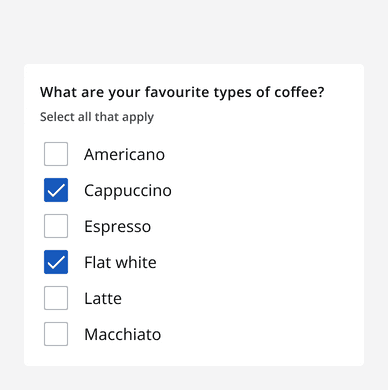 What are your favourite types of coffee?
Select all that apply
Americano
Cappuccino
Espresso
Flat white
Latte
Macchiato